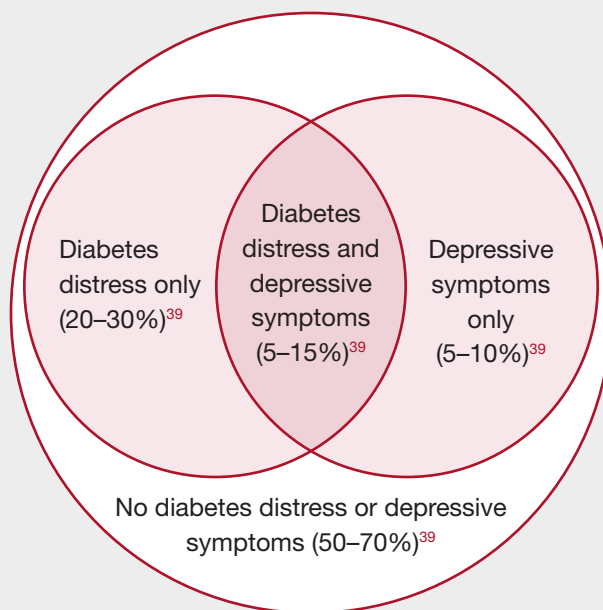 Diabetes
distress only
(20–30%)³⁹
Diabetes
distress and
depressive
symptoms
(5–15%)³⁹
Depressive
symptoms
only
(5–10%)³⁹
No diabetes distress or depressive
symptoms (50–70%)³⁹